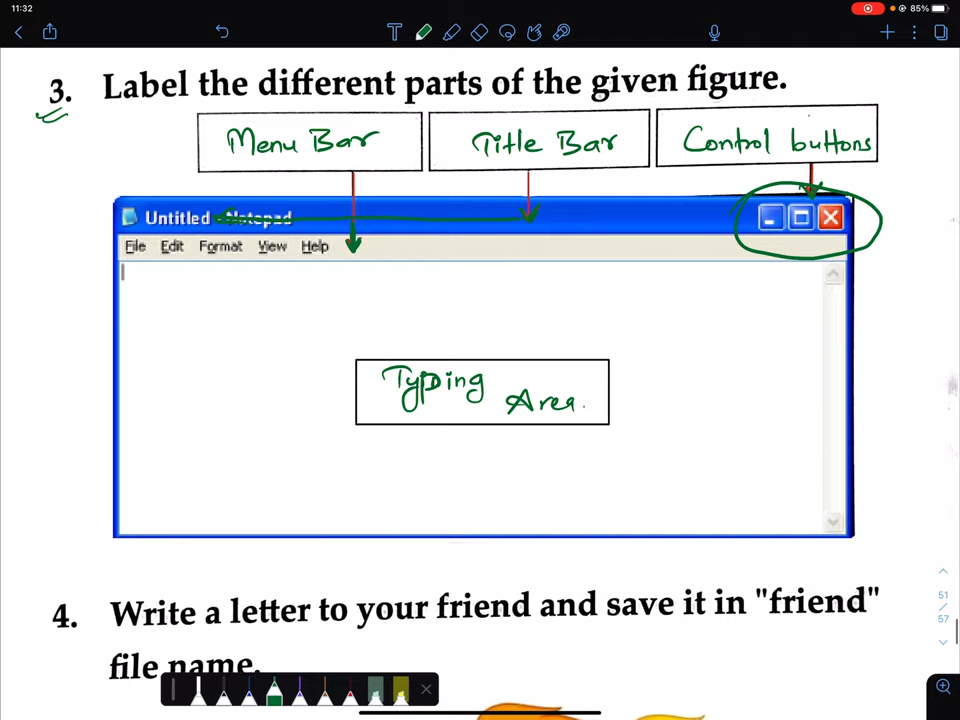 11:32
85%
3. Label the different parts of the given figure.
Menu Bar Title Bar Control buttons
Untitled - Notepad
File Edit Format View Help
Typing
Area.
51
/
57
4. Write a letter to your friend and save it in "friend"
file name.